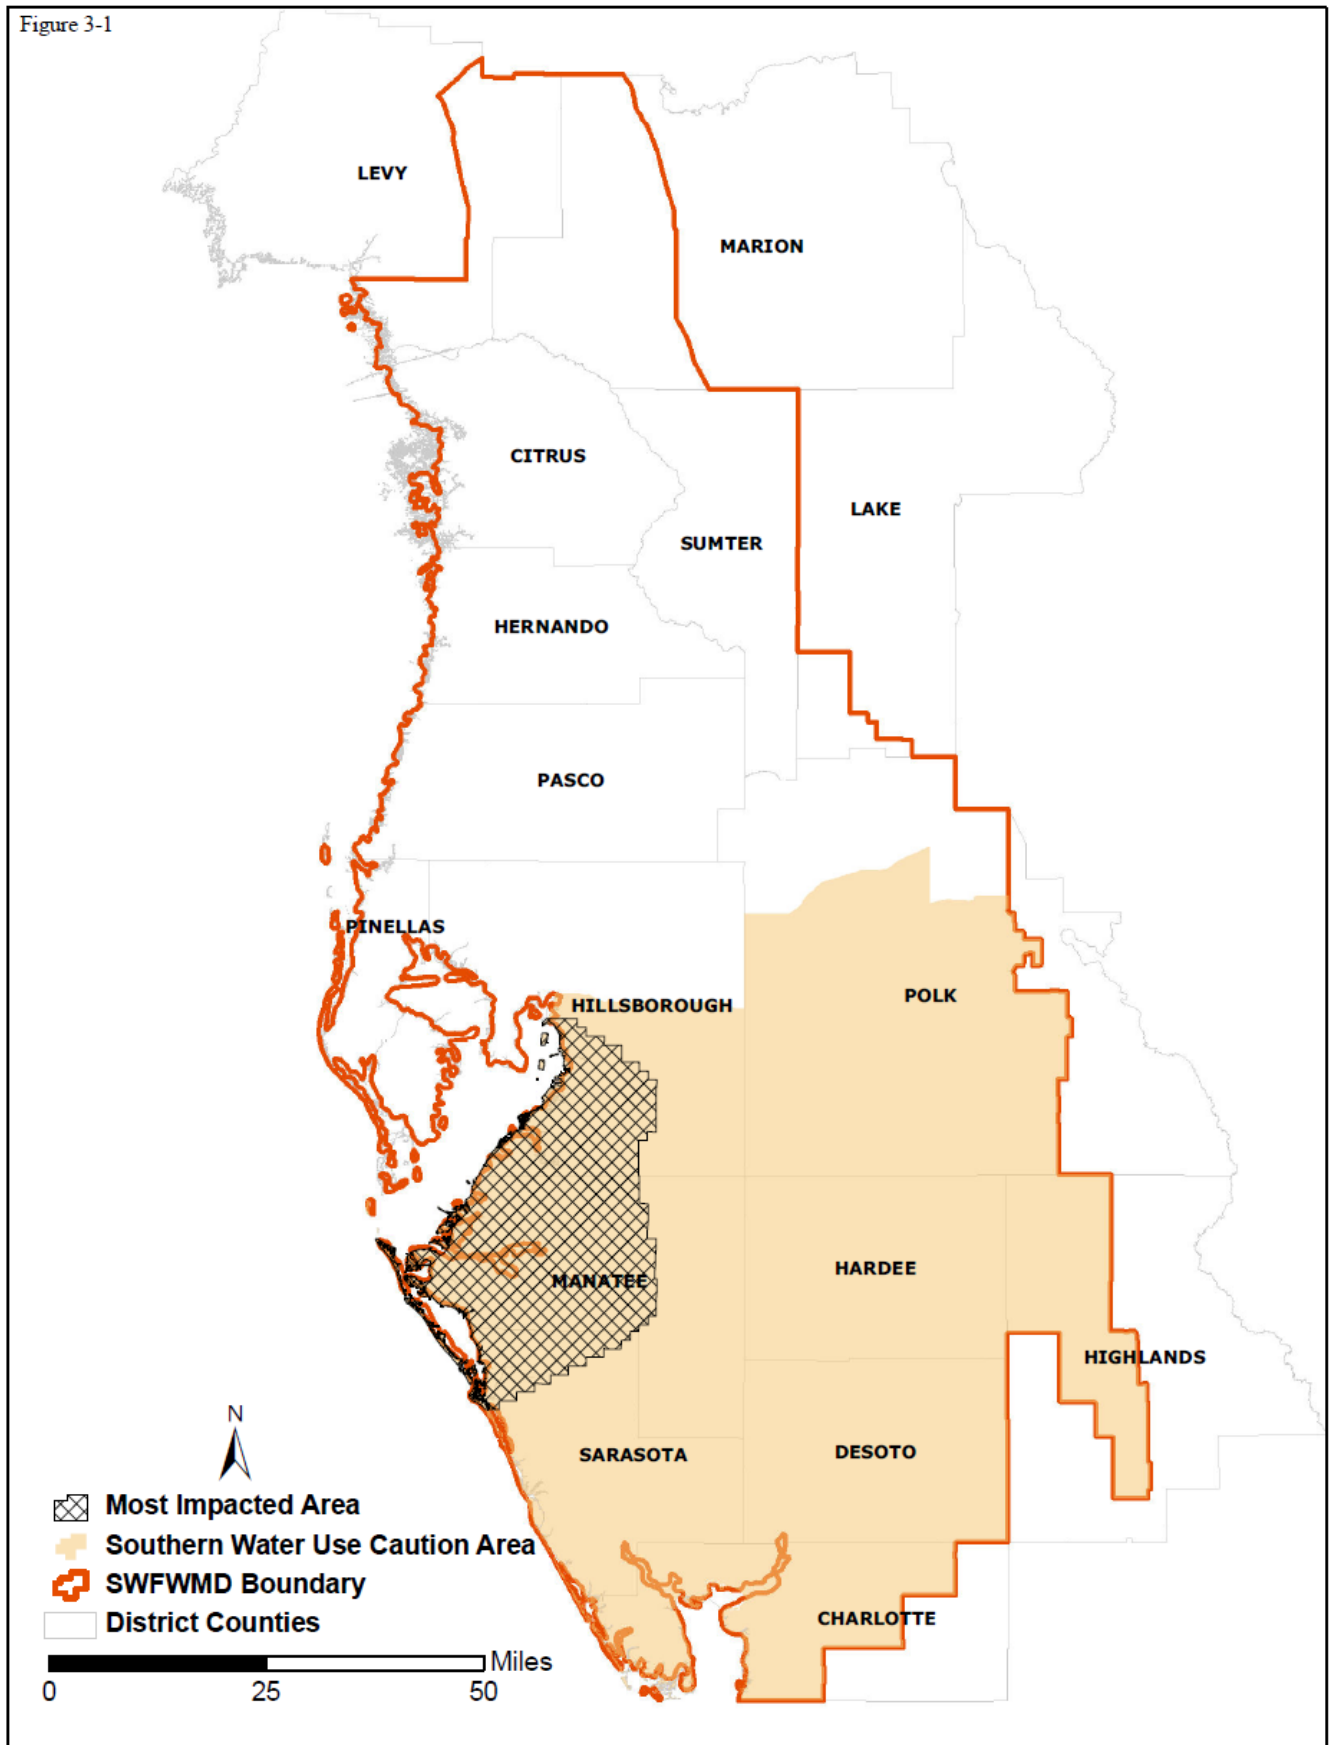 Figure 3-1
LEVY
MARION
CITRUS
LAKE
SUMTER
HERNANDO
PASCO
PINELLAS
POLK
HILLSBOROUGH
HARDEE
MANATEE
HIGHLANDS
SARASOTA
DESOTO
CHARLOTTE
N
Most Impacted Area
Southern Water Use Caution Area
SWFWMD Boundary
District Counties
Miles
0 25 50